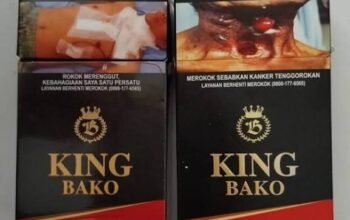 ROKOK MERENGGUT,
KEBAHAGIAAN SAYA SATU PERSATU
LAYANAN BERHENTI MEROKOK (0800-177-6565)
KING
BAKO
MEROKOK SEBABKAN KANKER TENGGOROKAN
LAYANAN BERHENTI MEROKOK (0800-177-6565)
KING
BAKO